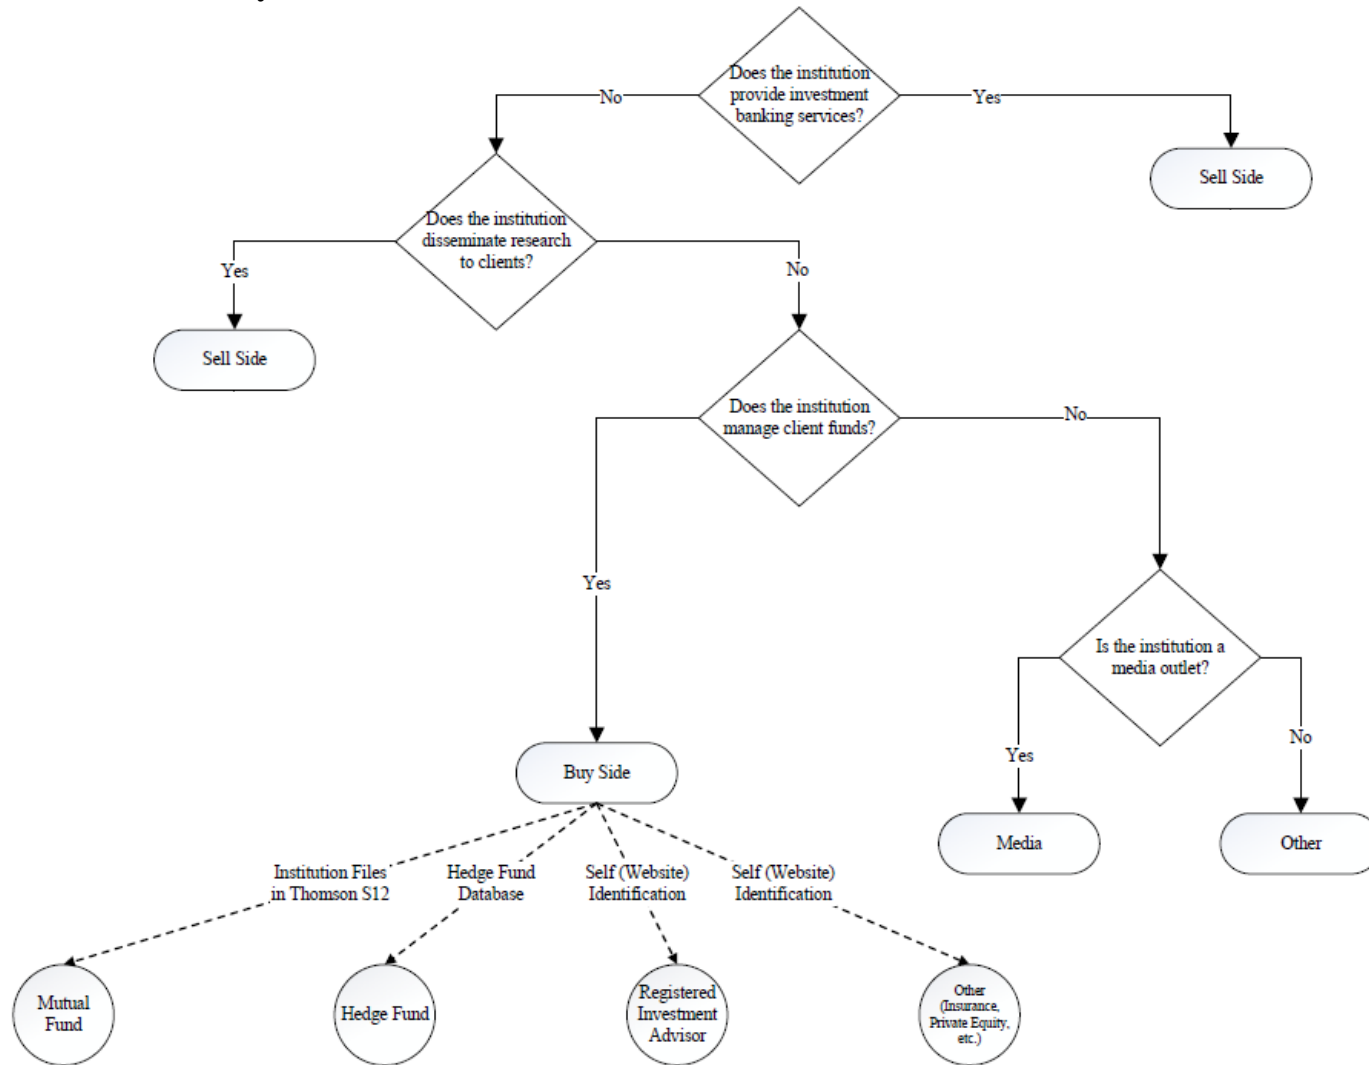 Does the institution
provide investment
banking services?
No
Yes
Sell Side
Does the institution
disseminate research
to clients?
Yes
No
Sell Side
Does the institution
manage client funds?
No
Yes
Is the institution a
media outlet?
Yes
No
Buy Side
Media
Other
Institution Files
in Thomson S12
Hedge Fund
Database
Self (Website)
Identification
Self (Website)
Identification
Mutual
Fund
Hedge Fund
Registered
Investment
Advisor
Other
(Insurance,
Private Equity,
etc.)